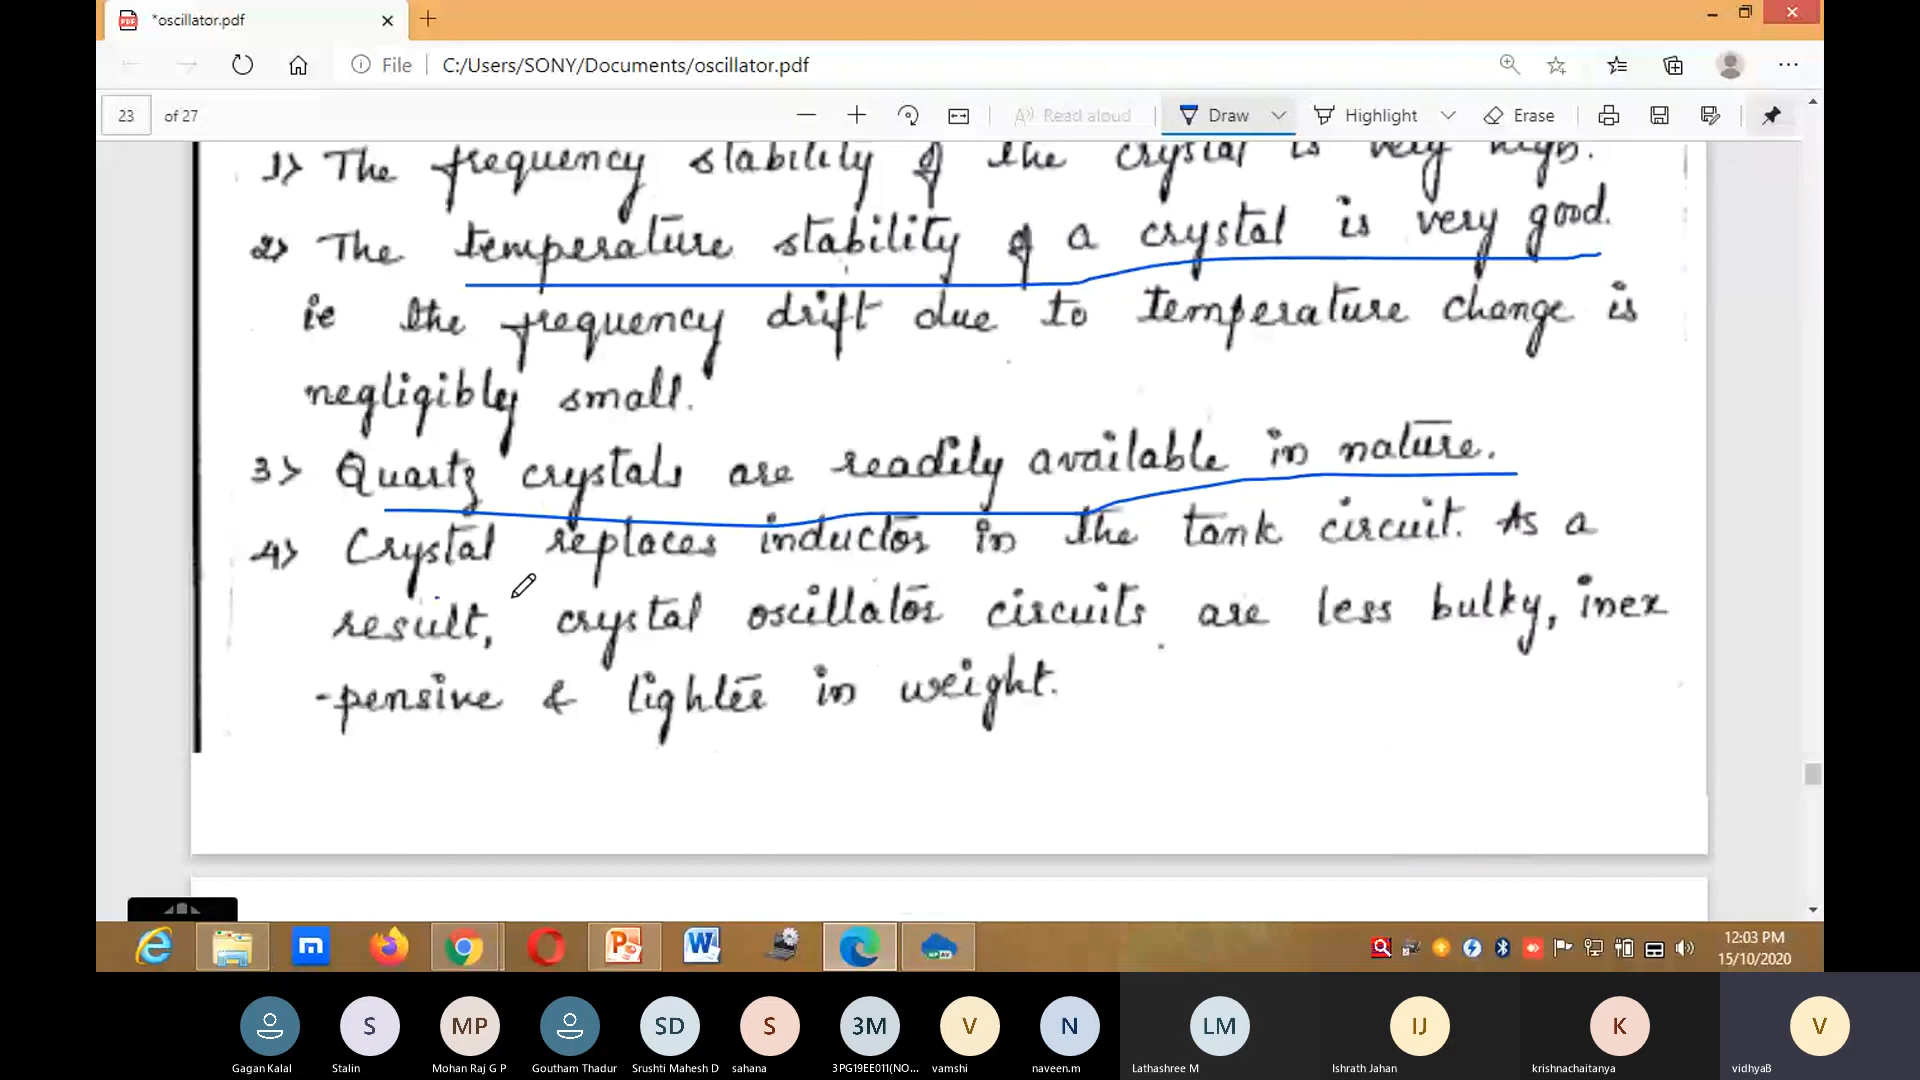 *oscillator.pdf
File C:/Users/SONY/Documents/oscillator.pdf
23 of 27 Read aloud Draw Highlight Erase
1) The frequency stability of the crystal is very high.
2) The temperature stability of a crystal is very good.
ie the frequency drift due to temperature change is
negligibly small.
3) Quartz crystals are readily available in nature.
4) Crystal replaces inductor in the tank circuit. As a
result, crystal oscillator circuits are less bulky, inex
-pensive & lighter in weight.
12:03 PM
15/10/2020
S MP SD S 3M V N LM IJ K V
Gagan Kalal Stalin Mohan Raj G P Goutham Thadur Srushti Mahesh D sahana 3PG19EE011(NO... vamshi naveen.m Lathashree M Ishrath Jahan krishnachaitanya vidhyaB